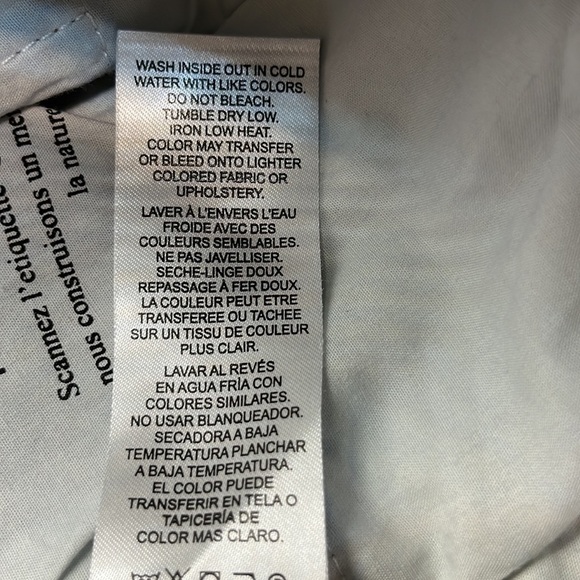 WASH INSIDE OUT IN COLD
WATER WITH LIKE COLORS.
DO NOT BLEACH.
TUMBLE DRY LOW.
IRON LOW HEAT.
COLOR MAY TRANSFER
OR BLEED ONTO LIGHTER
COLORED FABRIC OR
UPHOLSTERY.
LAVER À L'ENVERS L'EAU
FROIDE AVEC DES
COULEURS SEMBLABLES.
NE PAS JAVELLISER.
SECHE-LINGE DOUX
REPASSAGE À FER DOUX.
LA COULEUR PEUT ETRE
TRANSFEREE OU TACHEE
SUR UN TISSU DE COULEUR
PLUS CLAIR.
LAVAR AL REVÉS
EN AGUA FRÍA CON
COLORES SIMILARES.
NO USAR BLANQUEADOR.
SECADORA A BAJA
TEMPERATURA PLANCHAR
A BAJA TEMPERATURA.
EL COLOR PUEDE
TRANSFERIR EN TELA O
TAPICERÍA DE
COLOR MAS CLARO.
Scannez l'étiquette
nous construisons un me
la nature